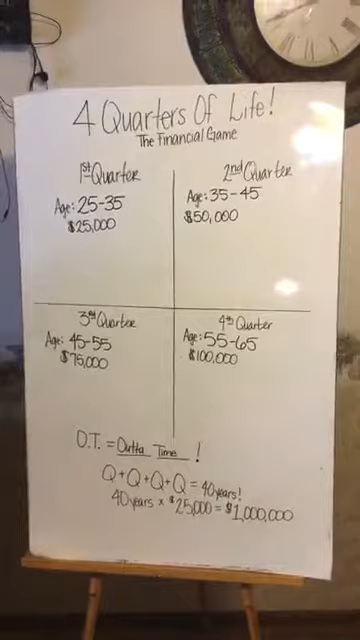 4 Quarters Of Life!
The Financial Game
1st Quarter
Age: 25-35
$25,000
2nd Quarter
Age: 35-45
$50,000
3rd Quarter
Age: 45-55
$75,000
4th Quarter
Age: 55-65
$100,000
O.T. = Outta Time !
Q+Q+Q+Q = 40 years!
40 years x $25,000 = $1,000,000